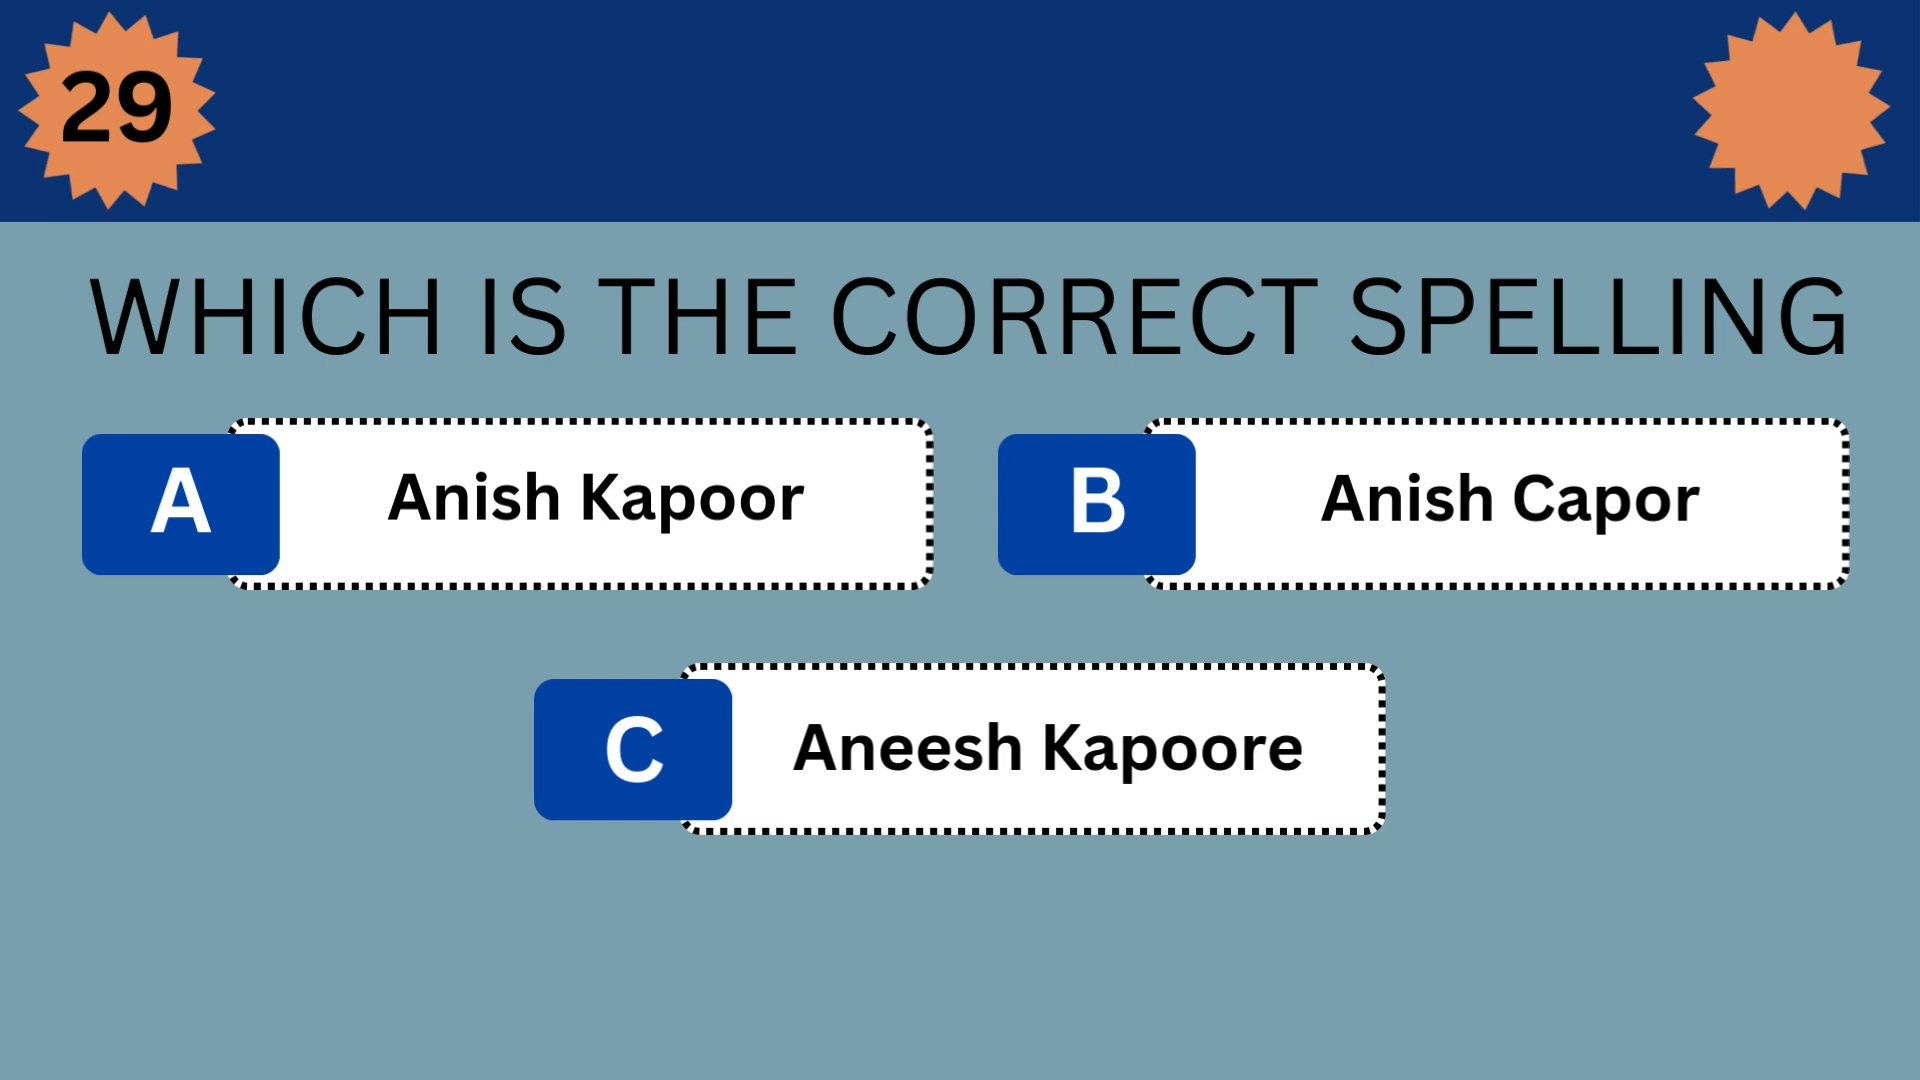 29
WHICH IS THE CORRECT SPELLING
A
Anish Kapoor
B
Anish Capor
C
Aneesh Kapoore